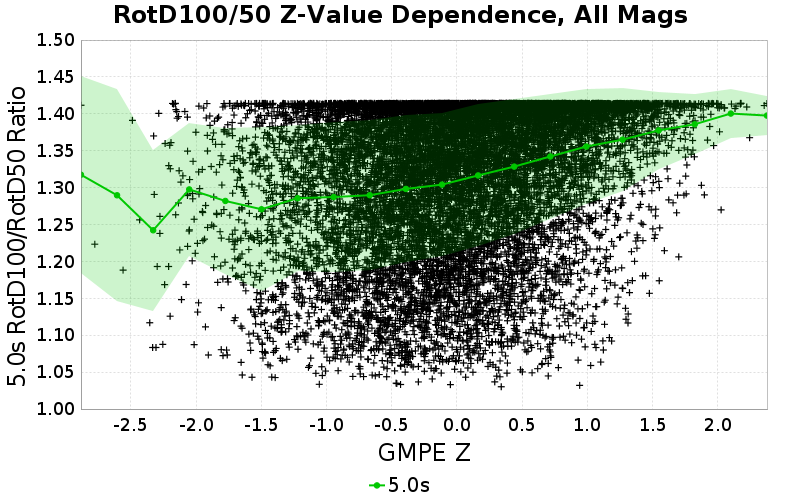 RotD100/50 Z-Value Dependence, All Mags
5.0s RotD100/RotD50 Ratio
1.50
1.45
1.40
1.35
1.30
1.25
1.20
1.15
1.10
1.05
1.00
-2.5 -2.0 -1.5 -1.0 -0.5 0.0 0.5 1.0 1.5 2.0
GMPE Z
5.0s